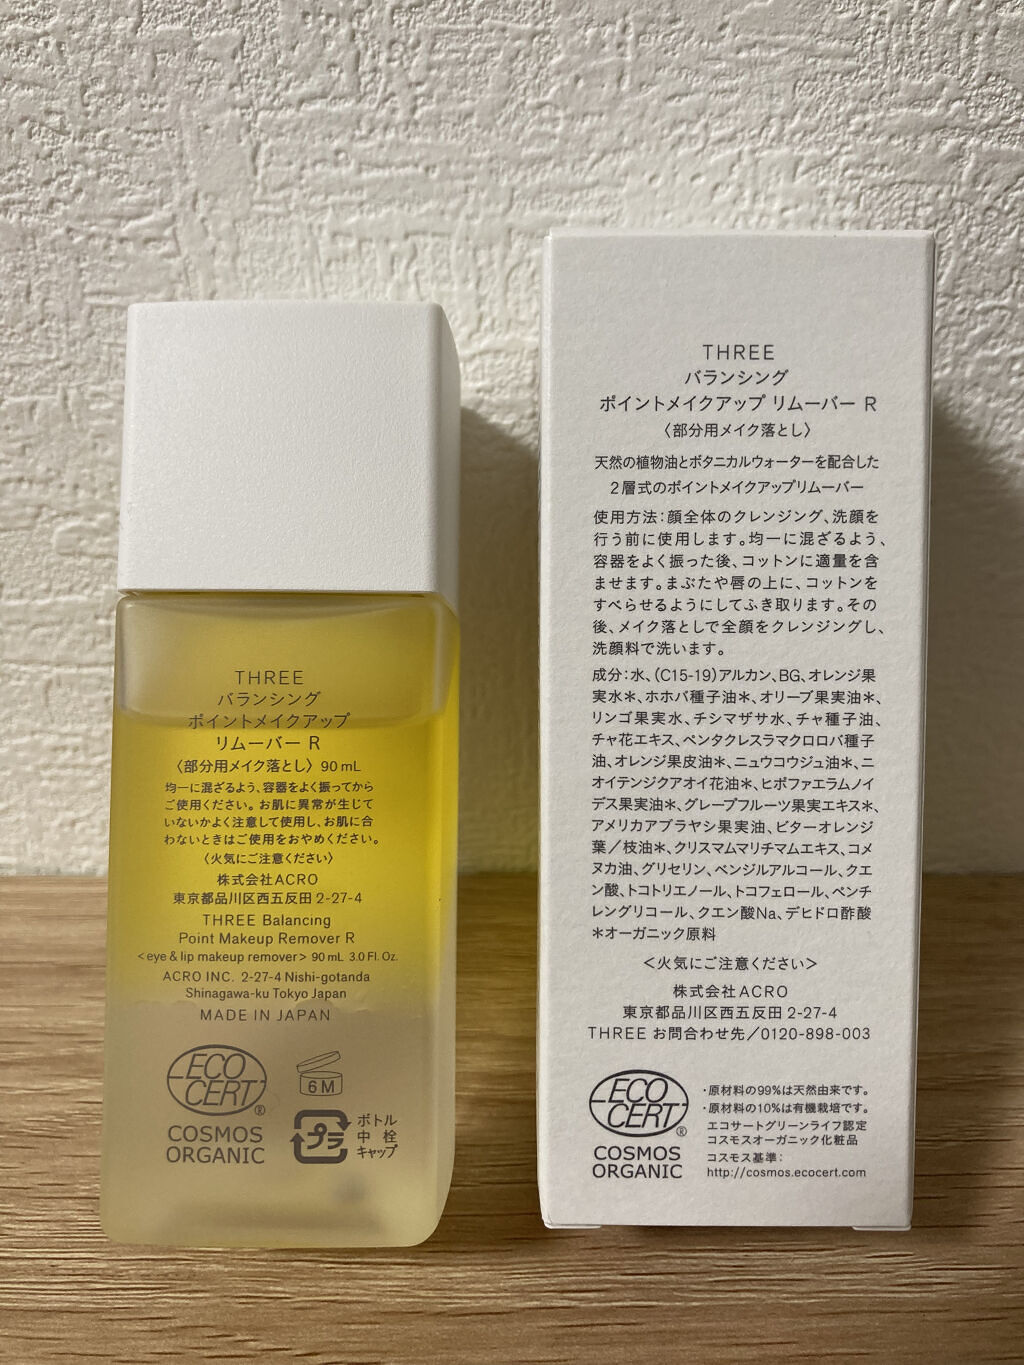 THREE
バランシング
ポイントメイクアップ
リムーバー R
〈部分用メイク落とし〉 90 mL
均一に混ざるよう、容器をよく振ってから
ご使用ください。お肌に異常が生じて
いないかよく注意して使用し、お肌に合
わないときはご使用をおやめください。
〈火気にご注意ください〉
株式会社ACRO
東京都品川区西五反田 2-27-4
THREE Balancing
Point Makeup Remover R
<eye & lip makeup remover> 90 mL 3.0 Fl. Oz.
ACRO INC. 2-27-4 Nishi-gotanda
Shinagawa-ku Tokyo Japan
MADE IN JAPAN
ECO
CERT®
COSMOS
ORGANIC
6M
プラ
ボトル
中 栓
キャップ
THREE
バランシング
ポイントメイクアップ リムーバー R
〈部分用メイク落とし〉
天然の植物油とボタニカルウォーターを配合した
2層式のポイントメイクアップリムーバー
使用方法:顔全体のクレンジング、洗顔を
行う前に使用します。均一に混ざるよう、
容器をよく振った後、コットンに適量を含
ませます。まぶたや唇の上に、コットンを
すべらせるようにしてふき取ります。その
後、メイク落としで全顔をクレンジングし、
洗顔料で洗います。
成分:水、(C15-19)アルカン、BG、オレンジ果
実水＊、ホホバ種子油＊、オリーブ果実油＊、
リンゴ果実水、チシマザサ水、チャ種子油、
チャ花エキス、ペンタクレスラマクロロバ種子
油、オレンジ果皮油＊、ニュウコウジュ油＊、ニ
オイテンジクアオイ花油＊、ヒポファエラムノイ
デス果実油＊、グレープフルーツ果実エキス＊、
アメリカアブラヤシ果実油、ビターオレンジ
葉／枝油＊、クリスマムマリチマムエキス、コメ
ヌカ油、グリセリン、ベンジルアルコール、クエ
ン酸、トコトリエノール、トコフェロール、ペンチ
レングリコール、クエン酸Na、デヒドロ酢酸
＊オーガニック原料
＜火気にご注意ください＞
株式会社ACRO
東京都品川区西五反田 2-27-4
THREE お問合わせ先／0120-898-003
ECO
CERT®
COSMOS
ORGANIC
・原材料の99%は天然由来です。
・原材料の10%は有機栽培です。
エコサートグリーンライフ認定
コスモスオーガニック化粧品
コスモス基準:
http://cosmos.ecocert.com